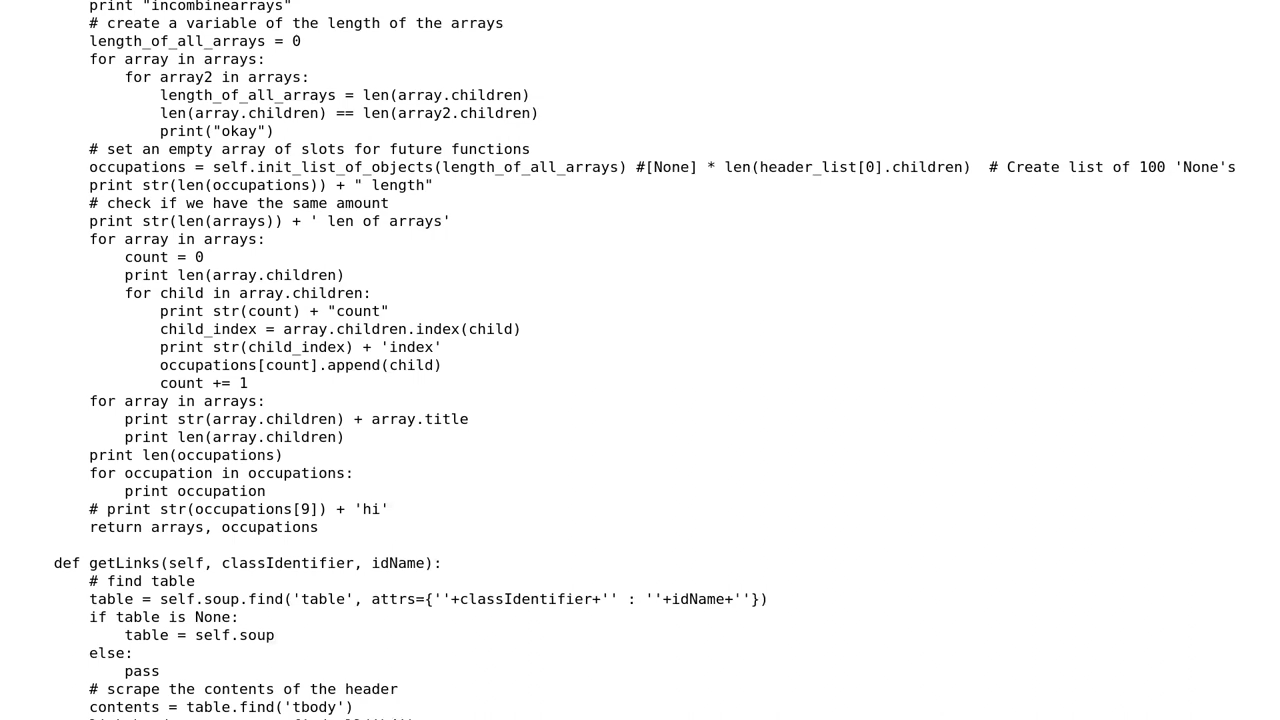 print "incombinearrays"
# create a variable of the length of the arrays
length_of_all_arrays = 0
for array in arrays:
for array2 in arrays:
length_of_all_arrays = len(array.children)
len(array.children) == len(array2.children)
print("okay")
# set an empty array of slots for future functions
occupations = self.init_list_of_objects(length_of_all_arrays) #[None] * len(header_list[0].children)  # Create list of 100 'None's
print str(len(occupations)) + " length"
# check if we have the same amount
print str(len(arrays)) + ' len of arrays'
for array in arrays:
count = 0
print len(array.children)
for child in array.children:
print str(count) + "count"
child_index = array.children.index(child)
print str(child_index) + 'index'
occupations[count].append(child)
count += 1
for array in arrays:
print str(array.children) + array.title
print len(array.children)
print len(occupations)
for occupation in occupations:
print occupation
# print str(occupations[9]) + 'hi'
return arrays, occupations
def getLinks(self, classIdentifier, idName):
# find table
table = self.soup.find('table', attrs={''+classIdentifier+'' : ''+idName+''})
if table is None:
table = self.soup
else:
pass
# scrape the contents of the header
contents = table.find('tbody')